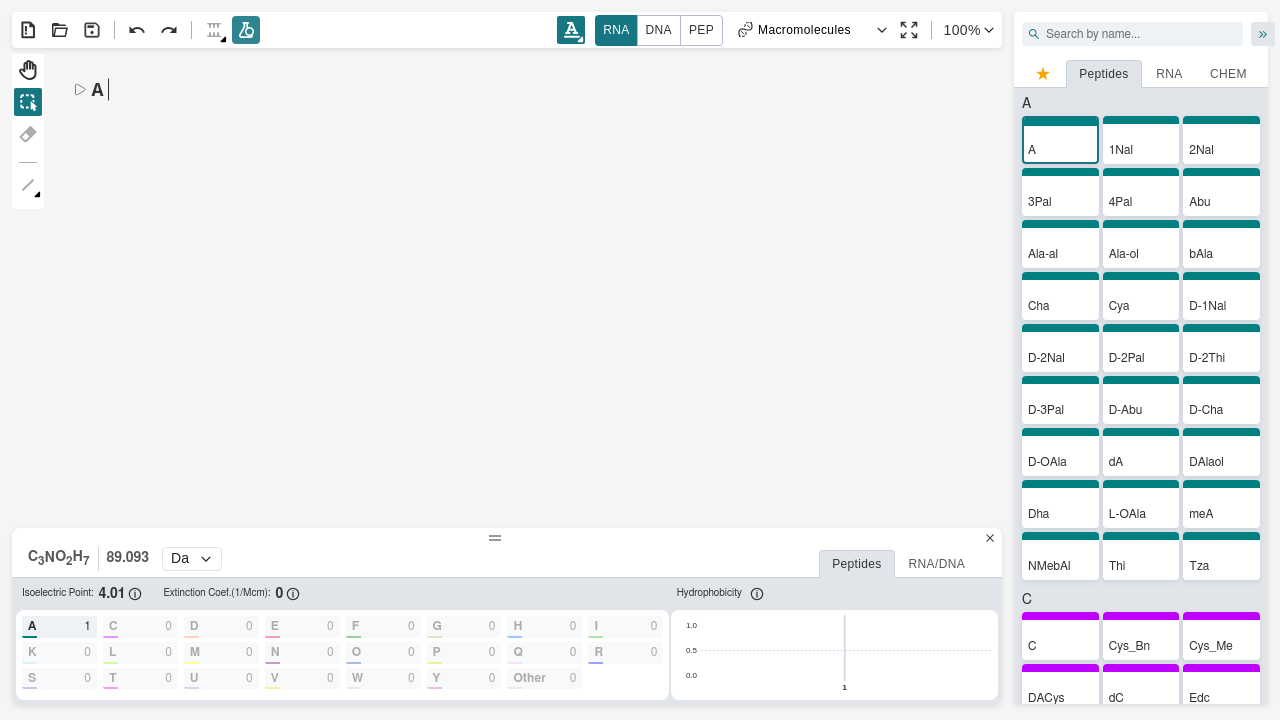 RNA DNA PEP Macromolecules 100%
Search by name...
Peptides RNA CHEM
A
A
A 1Nal 2Nal
3Pal 4Pal Abu
Ala-al Ala-ol bAla
Cha Cya D-1Nal
D-2Nal D-2Pal D-2Thi
D-3Pal D-Abu D-Cha
D-OAla dA DAlaol
Dha L-OAla meA
NMebAl Thi Tza
C
C Cys_Bn Cys_Me
DACys dC Edc
C₃NO₂H₇ 89.093 Da
Peptides RNA/DNA
Isoelectric Point: 4.01 Extinction Coef.(1/Mcm): 0 Hydrophobicity
A 1 C 0 D 0 E 0 F 0 G 0 H 0 I 0
K 0 L 0 M 0 N 0 O 0 P 0 Q 0 R 0
S 0 T 0 U 0 V 0 W 0 Y 0 Other 0
1.0
0.5
0.0
1